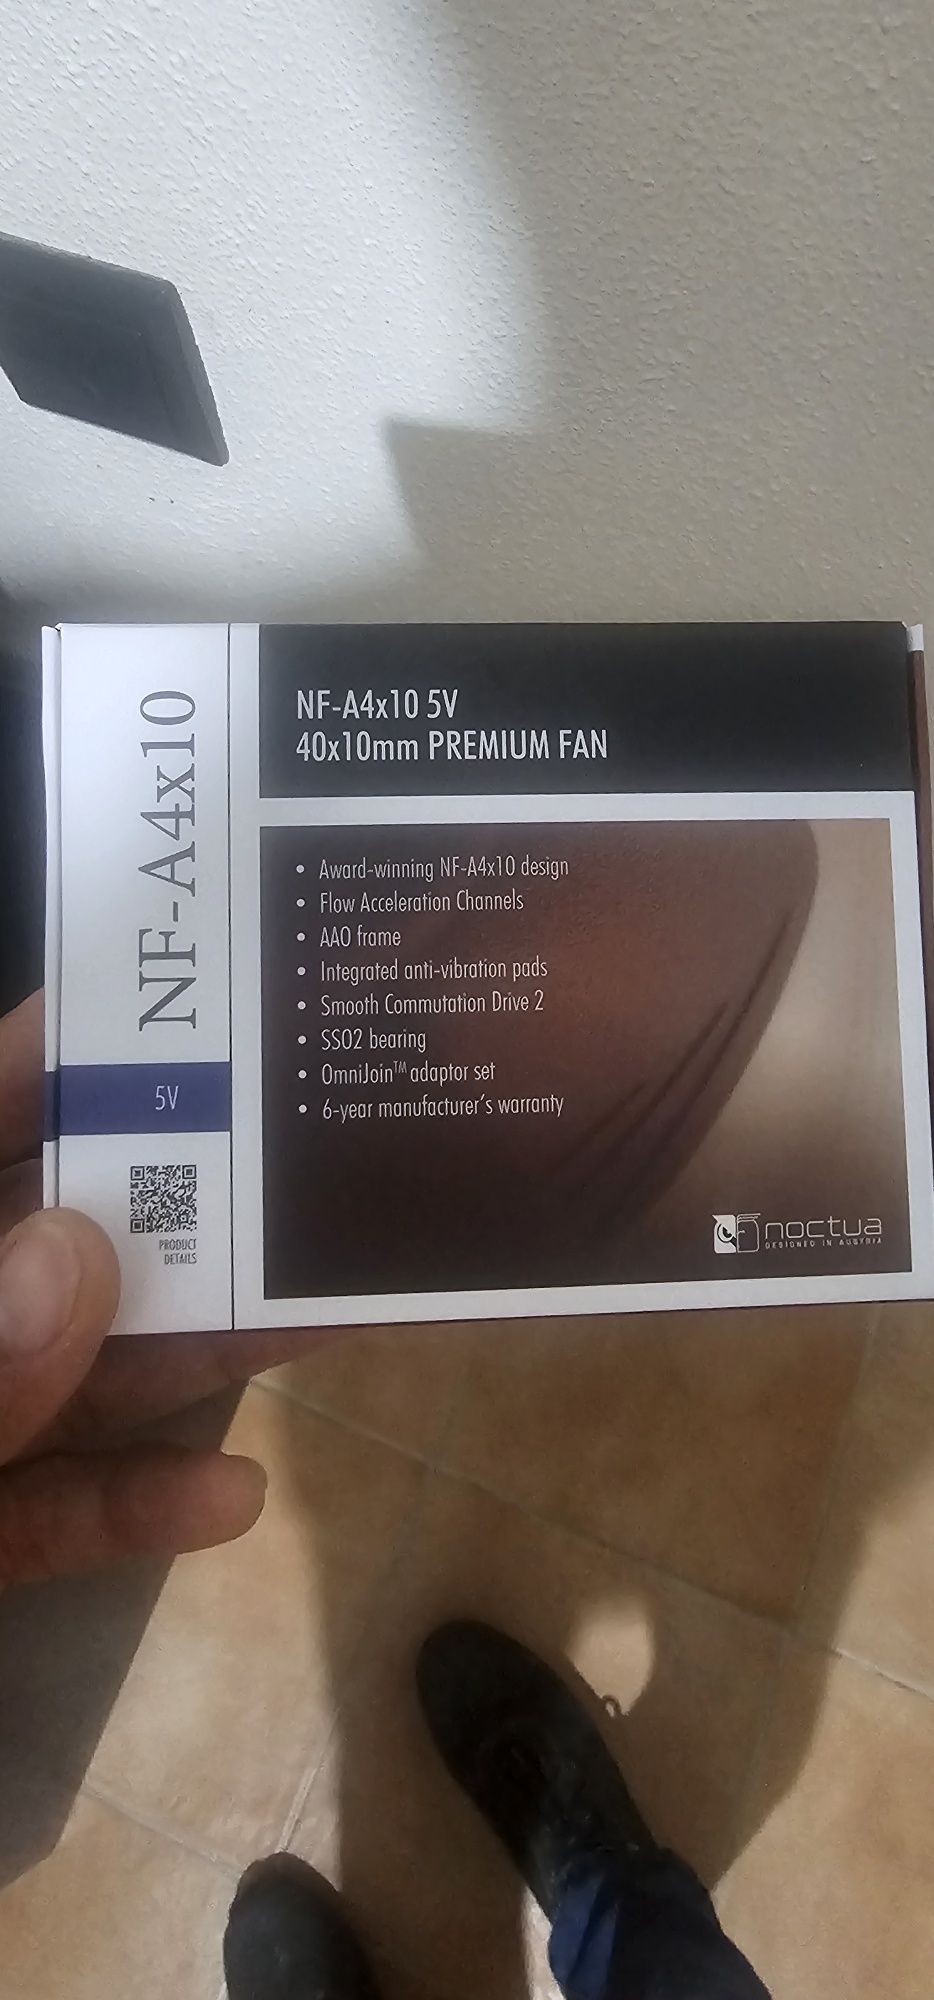 NF-A4x10
5V
PRODUCT
DETAILS
NF-A4x10 5V
40x10mm PREMIUM FAN
• Award-winning NF-A4x10 design
• Flow Acceleration Channels
• AAO frame
• Integrated anti-vibration pads
• Smooth Commutation Drive 2
• SSO2 bearing
• OmniJoin™ adaptor set
• 6-year manufacturer's warranty
noctua
DESIGNED IN AUSTRIA